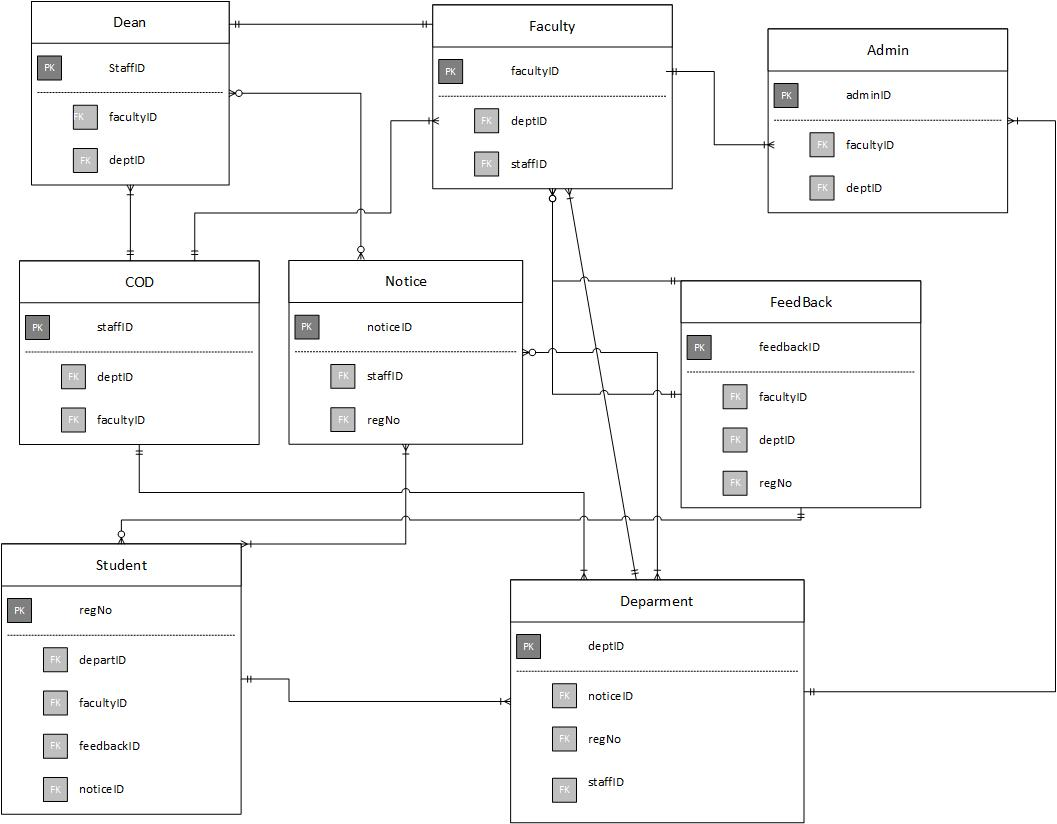 Dean
PK StaffID
FK facultyID
FK deptID
Faculty
PK facultyID
FK deptID
FK staffID
Admin
PK adminID
FK facultyID
FK deptID
COD
PK staffID
FK deptID
FK facultyID
Notice
PK noticeID
FK staffID
FK regNo
FeedBack
PK feedbackID
FK facultyID
FK deptID
FK regNo
Student
PK regNo
FK departID
FK facultyID
FK feedbackID
FK noticeID
Deparment
PK deptID
FK noticeID
FK regNo
FK staffID